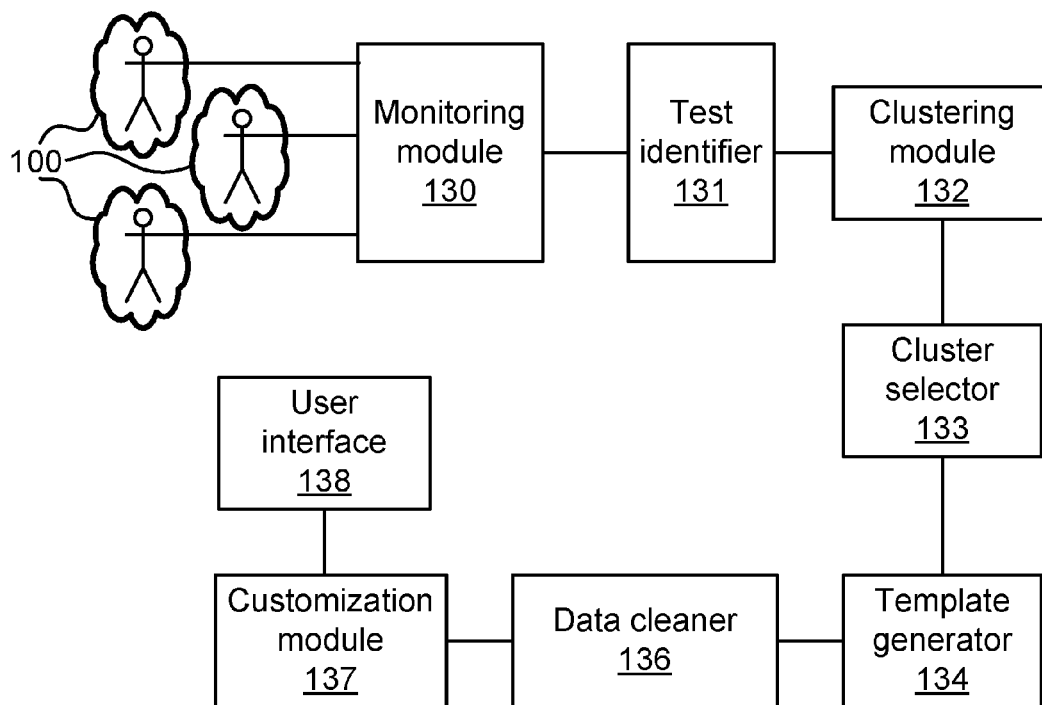 100
Monitoring
module
130
Test
identifier
131
Clustering
module
132
Cluster
selector
133
User
interface
138
Customization
module
137
Data cleaner
136
Template
generator
134